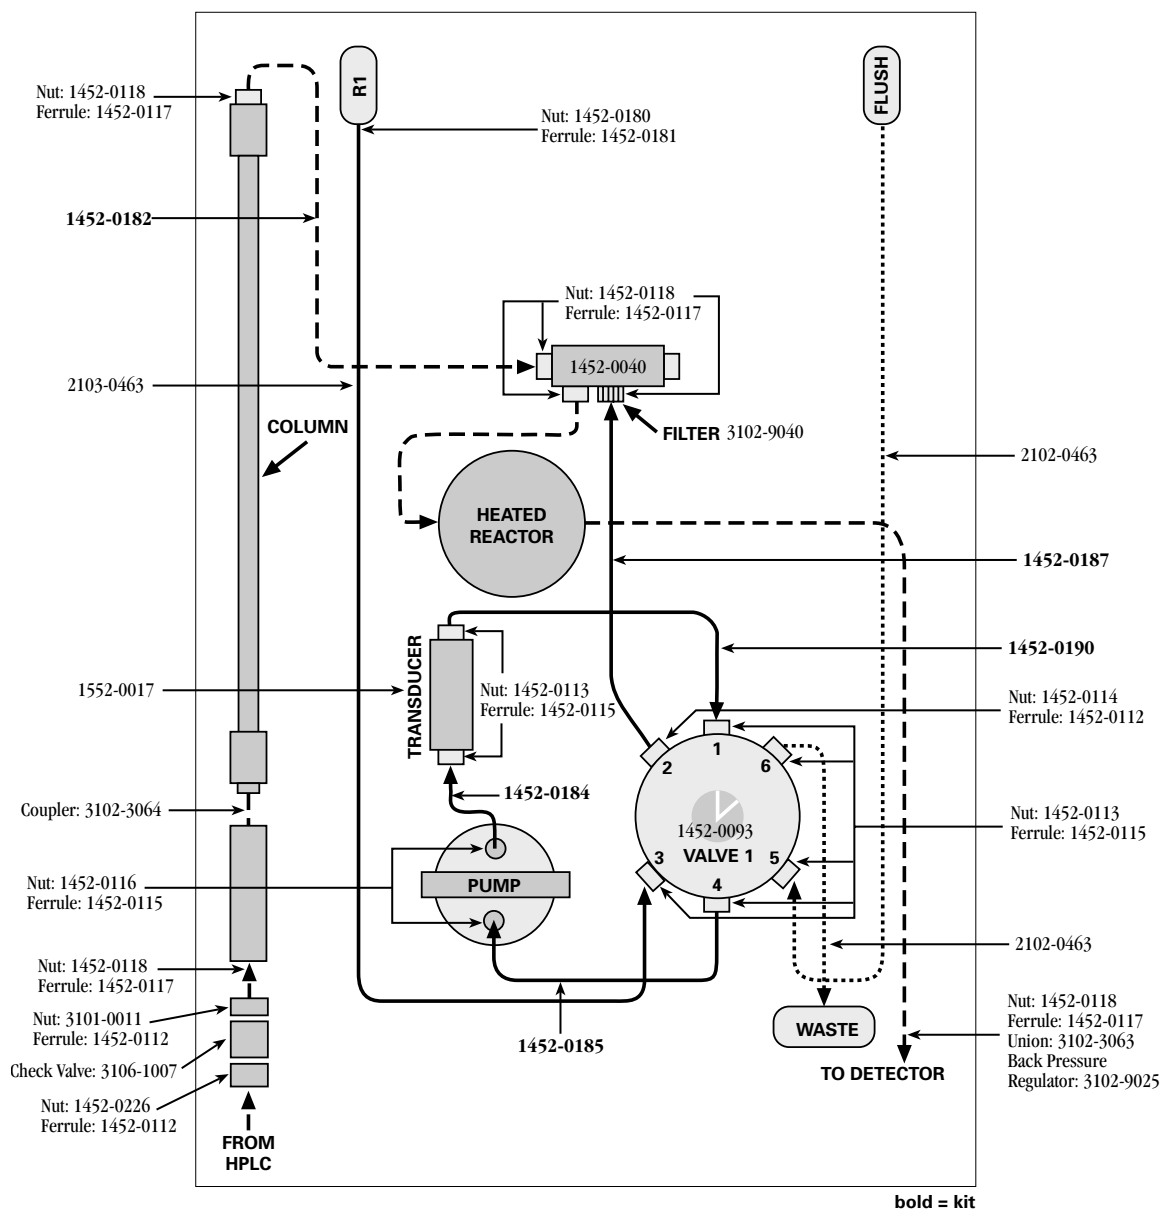 R1
FLUSH
Nut: 1452-0118
Ferrule: 1452-0117
Nut: 1452-0180
Ferrule: 1452-0181
1452-0182
Nut: 1452-0118
Ferrule: 1452-0117
1452-0040
2103-0463
COLUMN
FILTER 3102-9040
2102-0463
HEATED
REACTOR
1452-0187
TRANSDUCER
1452-0190
1552-0017
Nut: 1452-0113
Ferrule: 1452-0115
Nut: 1452-0114
Ferrule: 1452-0112
1
2
6
1452-0184
Coupler: 3102-3064
1452-0093
VALVE 1
3
5
4
Nut: 1452-0113
Ferrule: 1452-0115
PUMP
Nut: 1452-0116
Ferrule: 1452-0115
2102-0463
Nut: 1452-0118
Ferrule: 1452-0117
Nut: 3101-0011
Ferrule: 1452-0112
1452-0185
WASTE
Nut: 1452-0118
Ferrule: 1452-0117
Union: 3102-3063
Back Pressure
Regulator: 3102-9025
TO DETECTOR
Check Valve: 3106-1007
Nut: 1452-0226
Ferrule: 1452-0112
FROM
HPLC
bold = kit